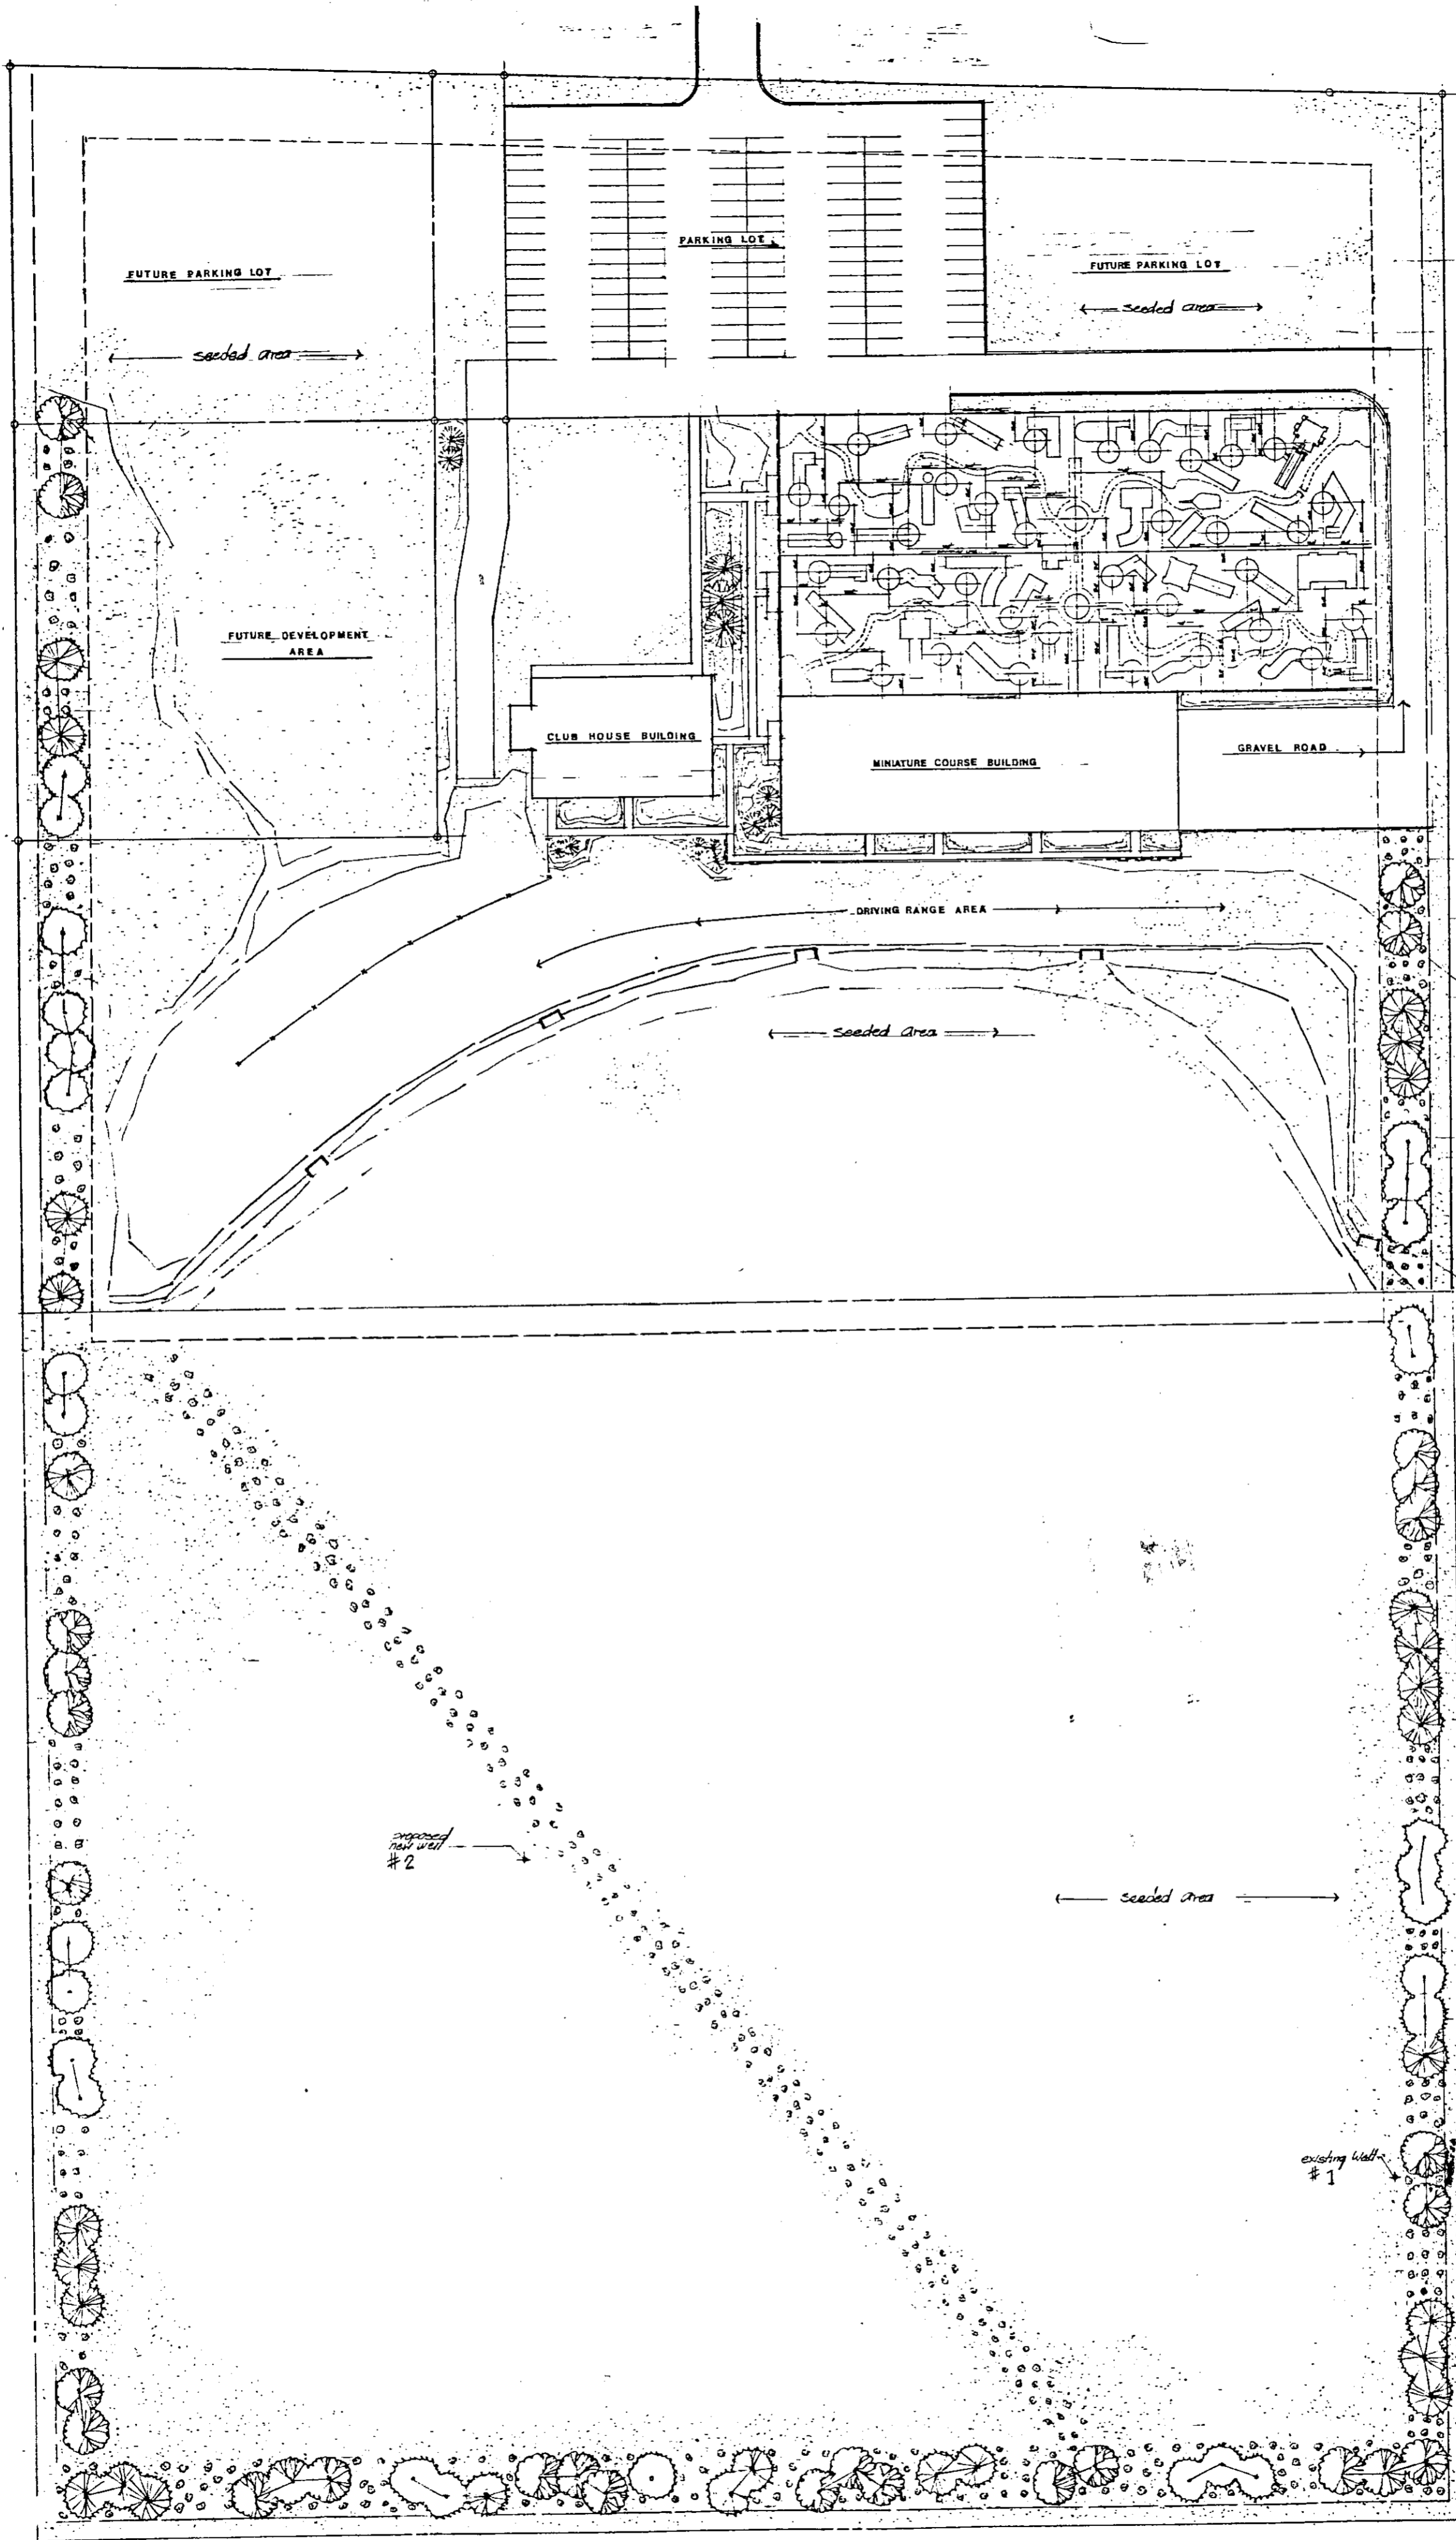 PARKING LOT
FUTURE PARKING LOT
FUTURE PARKING LOT
seeded area
seeded area
FUTURE DEVELOPMENT
AREA
CLUB HOUSE BUILDING
MINIATURE COURSE BUILDING
GRAVEL ROAD
DRIVING RANGE AREA
seeded area
proposed
new well
#2
seeded area
existing well
#1